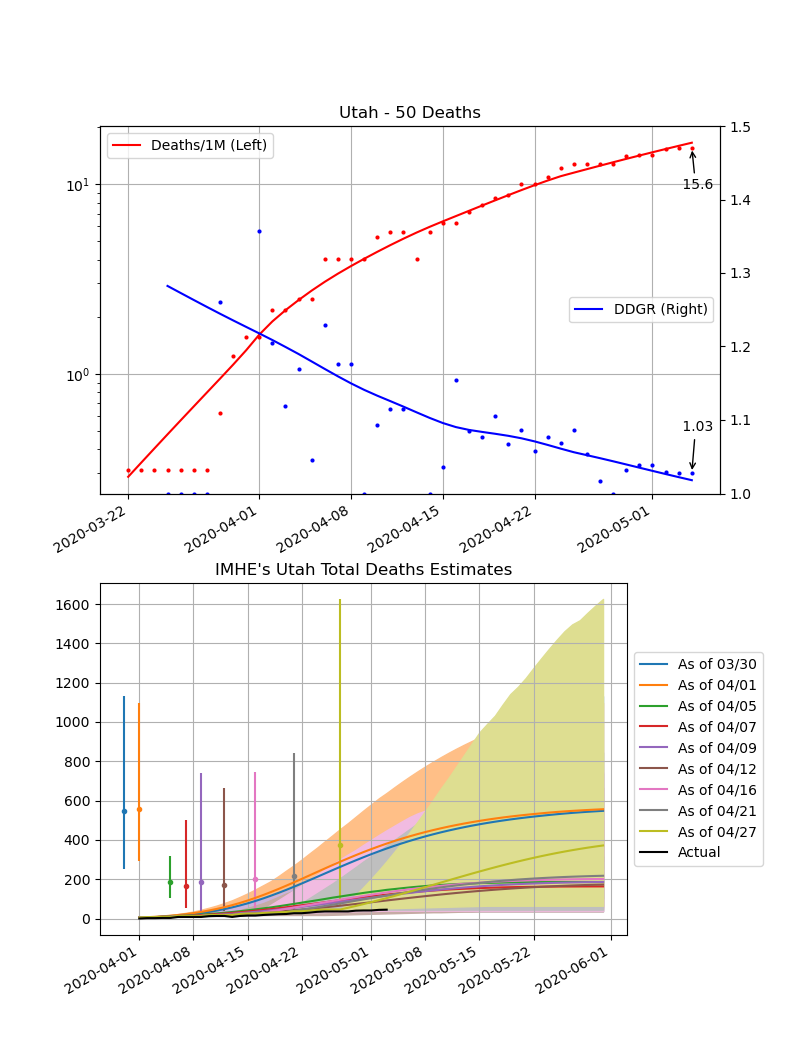 Utah - 50 Deaths
Deaths/1M (Left)
DDGR (Right)
15.6
1.03
10¹
10⁰
1.5
1.4
1.3
1.2
1.1
1.0
2020-03-22
2020-04-01
2020-04-08
2020-04-15
2020-04-22
2020-05-01
IMHE's Utah Total Deaths Estimates
1600
1400
1200
1000
800
600
400
200
0
2020-04-01
2020-04-08
2020-04-15
2020-04-22
2020-05-01
2020-05-08
2020-05-15
2020-05-22
2020-06-01
As of 03/30
As of 04/01
As of 04/05
As of 04/07
As of 04/09
As of 04/12
As of 04/16
As of 04/21
As of 04/27
Actual